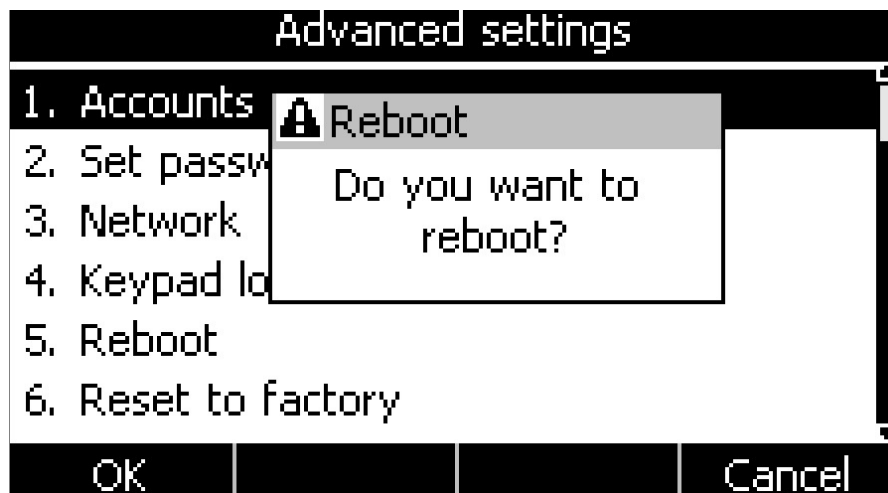 Advanced settings
1. Accounts
Reboot
2. Set passw
Do you want to
3. Network
reboot?
4. Keypad lo
5. Reboot
6. Reset to factory
OK
Cancel